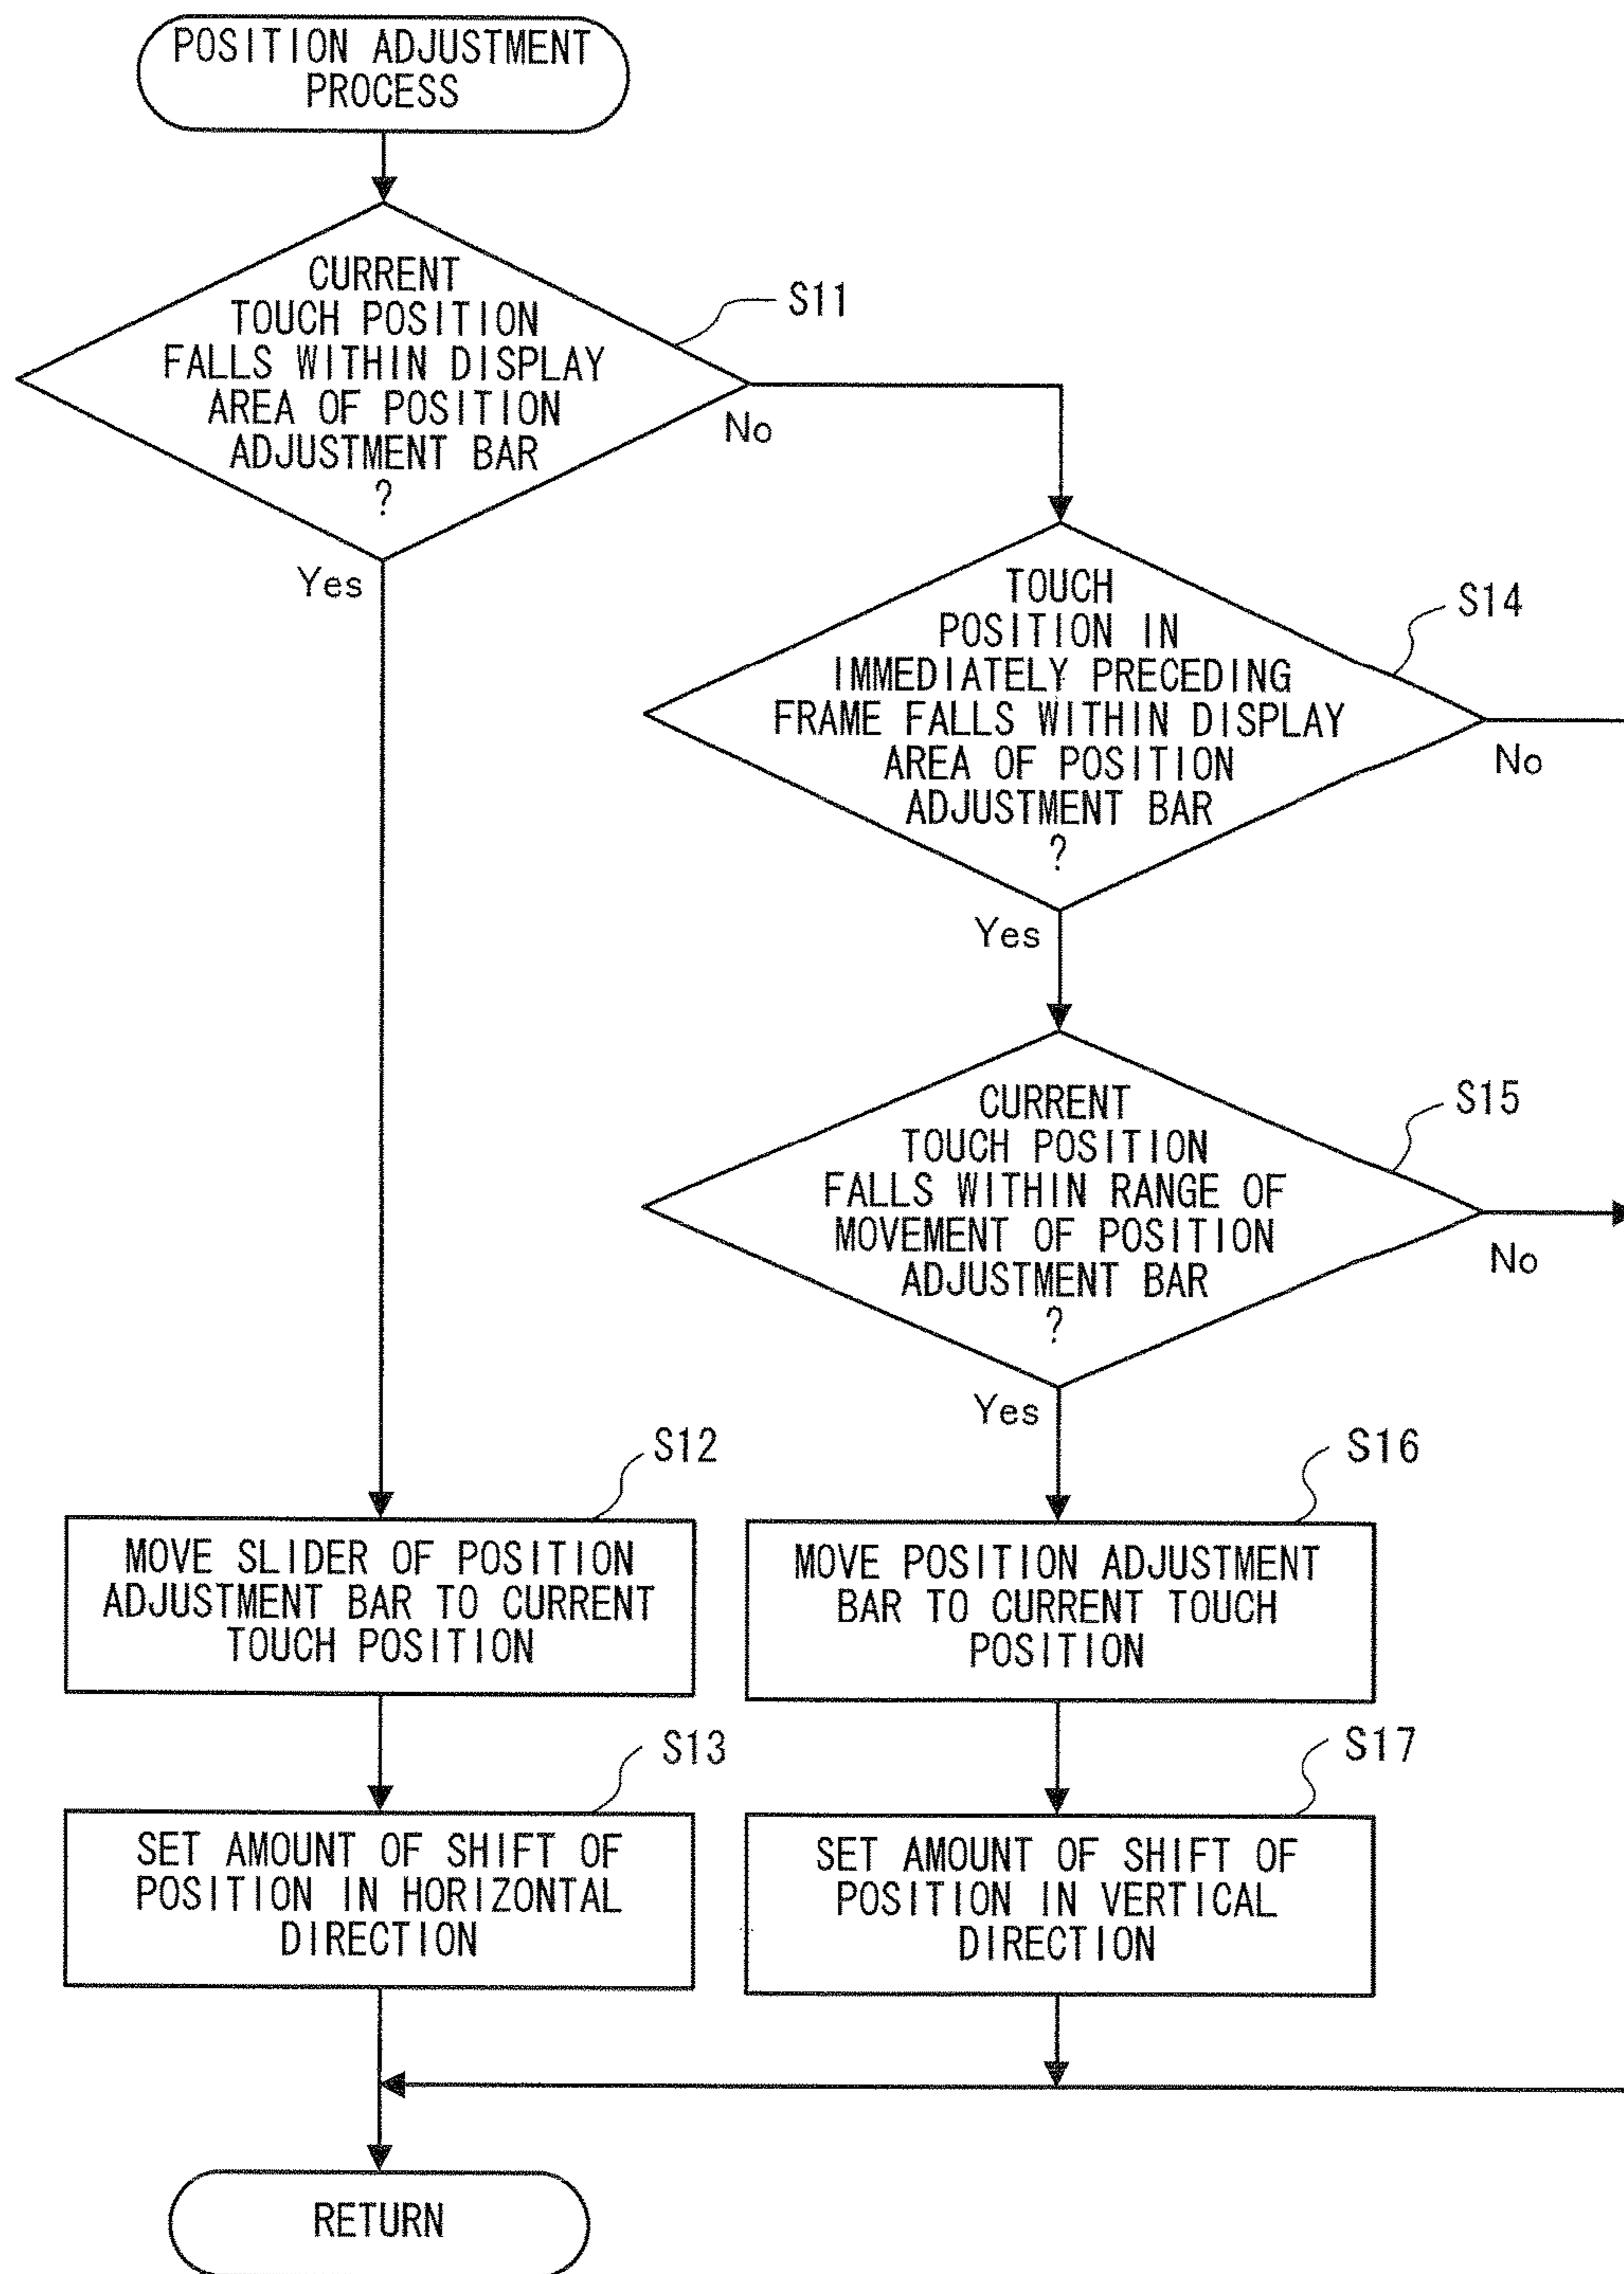 POSITION ADJUSTMENT
PROCESS
CURRENT
TOUCH POSITION
FALLS WITHIN DISPLAY
AREA OF POSITION
ADJUSTMENT BAR
?
S11
No
Yes
TOUCH
POSITION IN
IMMEDIATELY PRECEDING
FRAME FALLS WITHIN DISPLAY
AREA OF POSITION
ADJUSTMENT BAR
?
S14
No
Yes
CURRENT
TOUCH POSITION
FALLS WITHIN RANGE OF
MOVEMENT OF POSITION
ADJUSTMENT BAR
?
S15
No
Yes
S12
MOVE SLIDER OF POSITION
ADJUSTMENT BAR TO CURRENT
TOUCH POSITION
S16
MOVE POSITION ADJUSTMENT
BAR TO CURRENT TOUCH
POSITION
S13
SET AMOUNT OF SHIFT OF
POSITION IN HORIZONTAL
DIRECTION
S17
SET AMOUNT OF SHIFT OF
POSITION IN VERTICAL
DIRECTION
RETURN